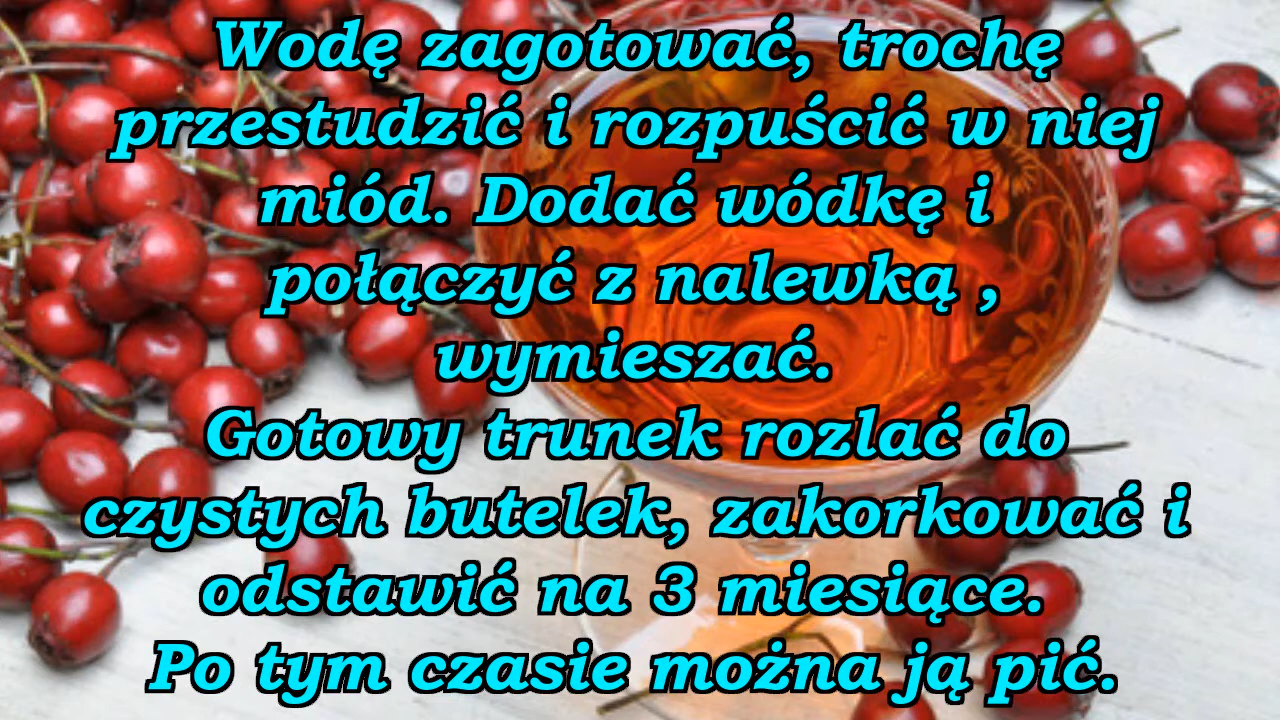 Wodę zagotować, trochę
przestudzić i rozpuścić w niej
miód. Dodać wódkę i
połączyć z nalewką ,
wymieszać.
Gotowy trunek rozlać do
czystych butelek, zakorkować i
odstawić na 3 miesiące.
Po tym czasie można ją pić.